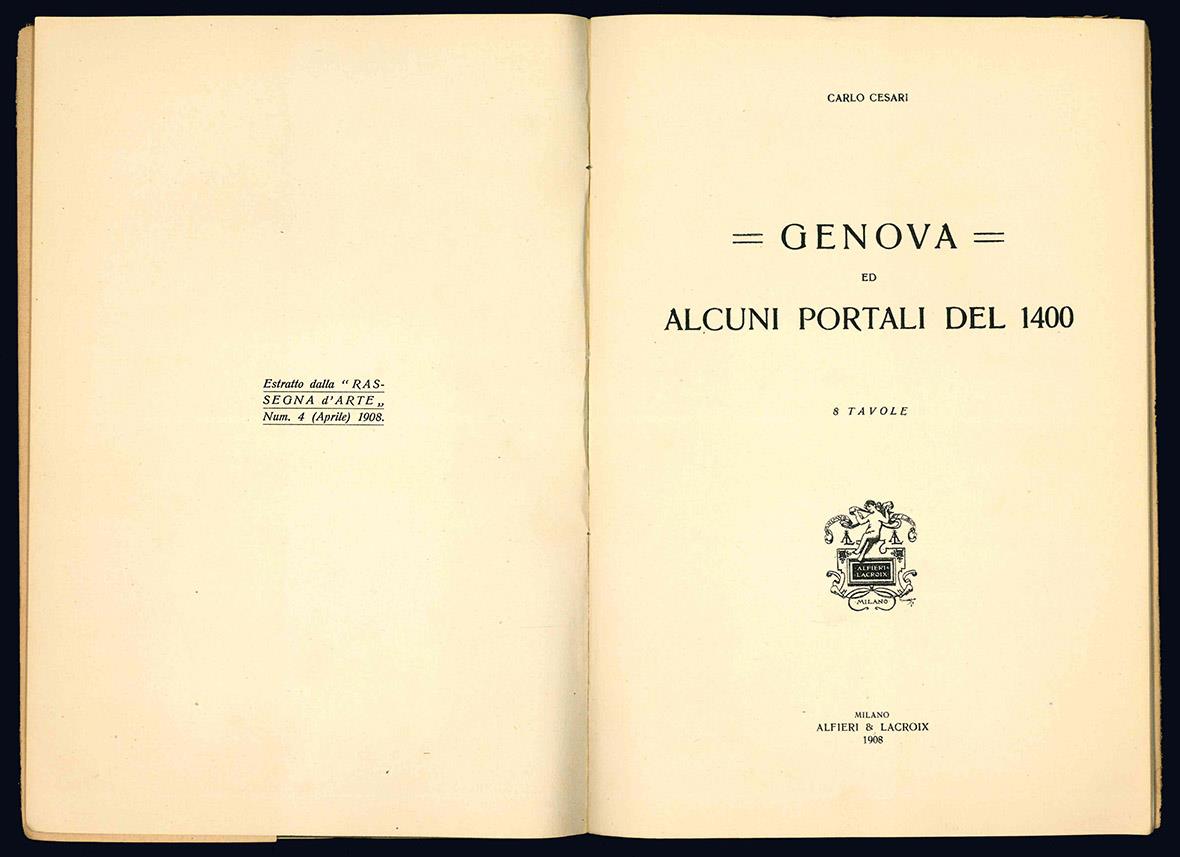 Estratto dalla “ RAS-
SEGNA d'ARTE „
Num. 4 (Aprile) 1908.
CARLO CESARI
= GENOVA =
ED
ALCUNI PORTALI DEL 1400
8 TAVOLE
ALFIERI &
LACROIX
MILANO
MILANO
ALFIERI & LACROIX
1908